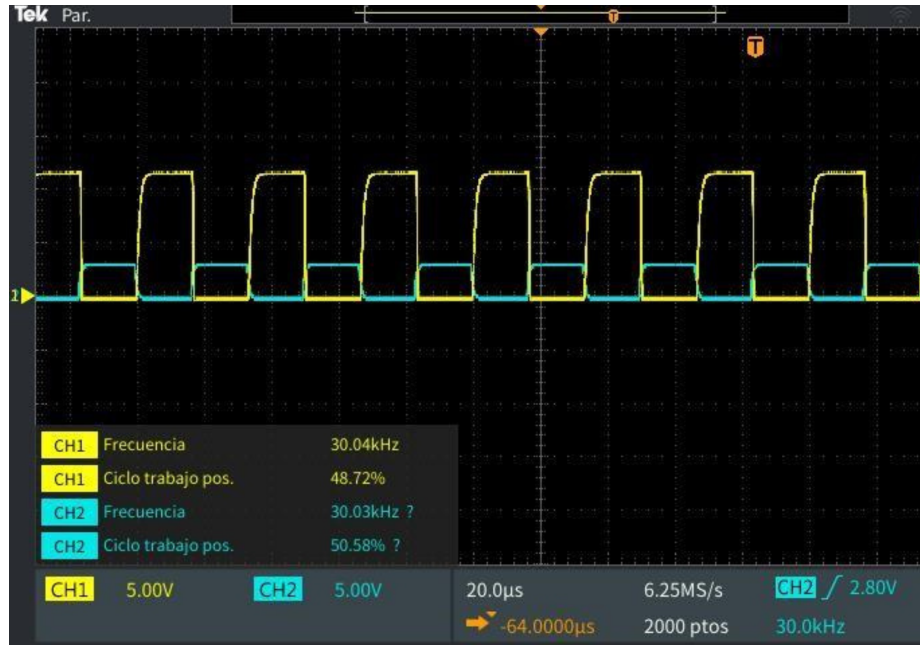 Tek Par.
T
T
1
CH1 Frecuencia 30.04kHz
CH1 Ciclo trabajo pos. 48.72%
CH2 Frecuencia 30.03kHz ?
CH2 Ciclo trabajo pos. 50.58% ?
CH1 5.00V CH2 5.00V 20.0µs 6.25MS/s CH2 2.80V
-64.0000µs 2000 ptos 30.0kHz